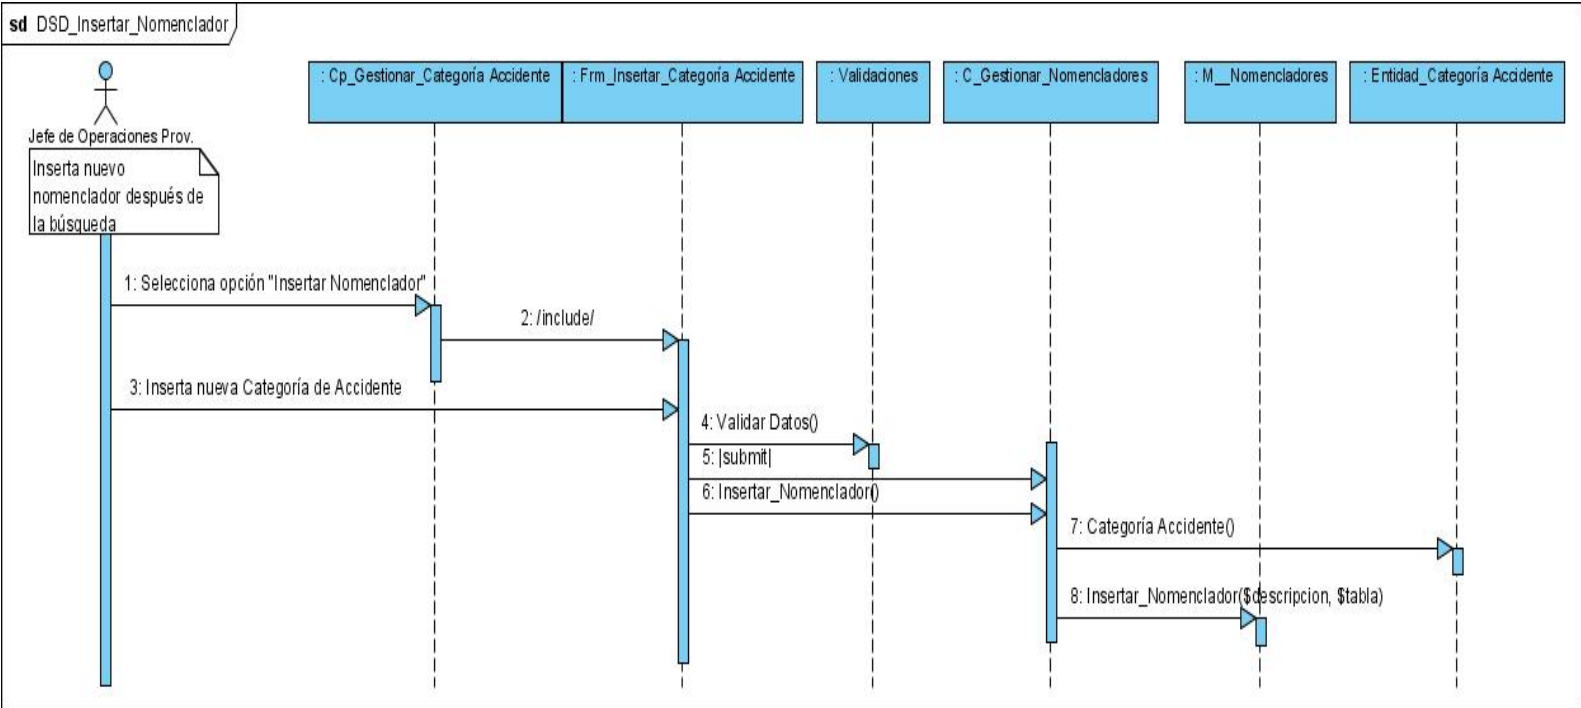 sd DSD_Insertar_Nomenclador
: Cp_Gestionar_Categoría Accidente
: Frm_Insertar_Categoría Accidente
: Validaciones
: C_Gestionar_Nomencladores
: M__Nomencladores
: Entidad_Categoría Accidente
Jefe de Operaciones Prov.
Inserta nuevo
nomenclador después de
la búsqueda
1: Selecciona opción "Insertar Nomenclador"
2: /include/
3: Inserta nueva Categoría de Accidente
4: Validar Datos()
5: |submit|
6: Insertar_Nomenclador()
7: Categoría Accidente()
8: Insertar_Nomenclador($descripcion, $tabla)